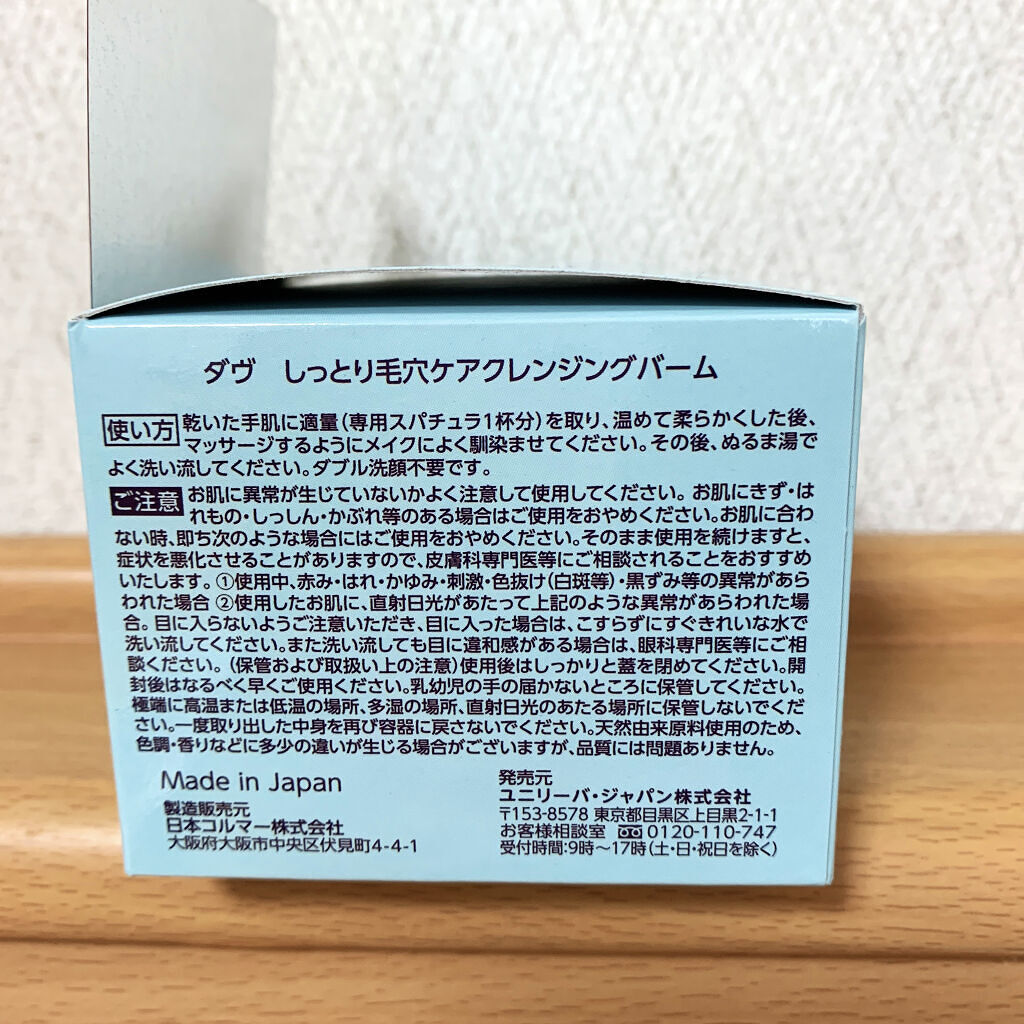 ダヴ しっとり毛穴ケアクレンジングバーム
使い方 乾いた手肌に適量(専用スパチュラ1杯分)を取り、温めて柔らかくした後、
マッサージするようにメイクによく馴染ませてください。その後、ぬるま湯で
よく洗い流してください。ダブル洗顔不要です。
ご注意 お肌に異常が生じていないかよく注意して使用してください。お肌にきず・は
れもの・しっしん・かぶれ等のある場合はご使用をおやめください。お肌に合わ
ない時、即ち次のような場合にはご使用をおやめください。そのまま使用を続けますと、
症状を悪化させることがありますので、皮膚科専門医等にご相談されることをおすすめ
いたします。①使用中、赤み・はれ・かゆみ・刺激・色抜け(白斑等)・黒ずみ等の異常があら
われた場合 ②使用したお肌に、直射日光があたって上記のような異常があらわれた場
合。目に入らないようご注意いただき、目に入った場合は、こすらずにすぐきれいな水で
洗い流してください。また洗い流しても目に違和感がある場合は、眼科専門医等にご相
談ください。(保管および取扱い上の注意)使用後はしっかりと蓋を閉めてください。開
封後はなるべく早くご使用ください。乳幼児の手の届かないところに保管してください。
極端に高温または低温の場所、多湿の場所、直射日光のあたる場所に保管しないでくだ
さい。一度取り出した中身を再び容器に戻さないでください。天然由来原料使用のため、
色調・香りなどに多少の違いが生じる場合がございますが、品質には問題ありません。
Made in Japan
製造販売元
日本コルマー株式会社
大阪府大阪市中央区伏見町4-4-1
発売元
ユニリーバ・ジャパン株式会社
〒153-8578 東京都目黒区上目黒2-1-1
お客様相談室 0120-110-747
受付時間:9時～17時(土・日・祝日を除く)